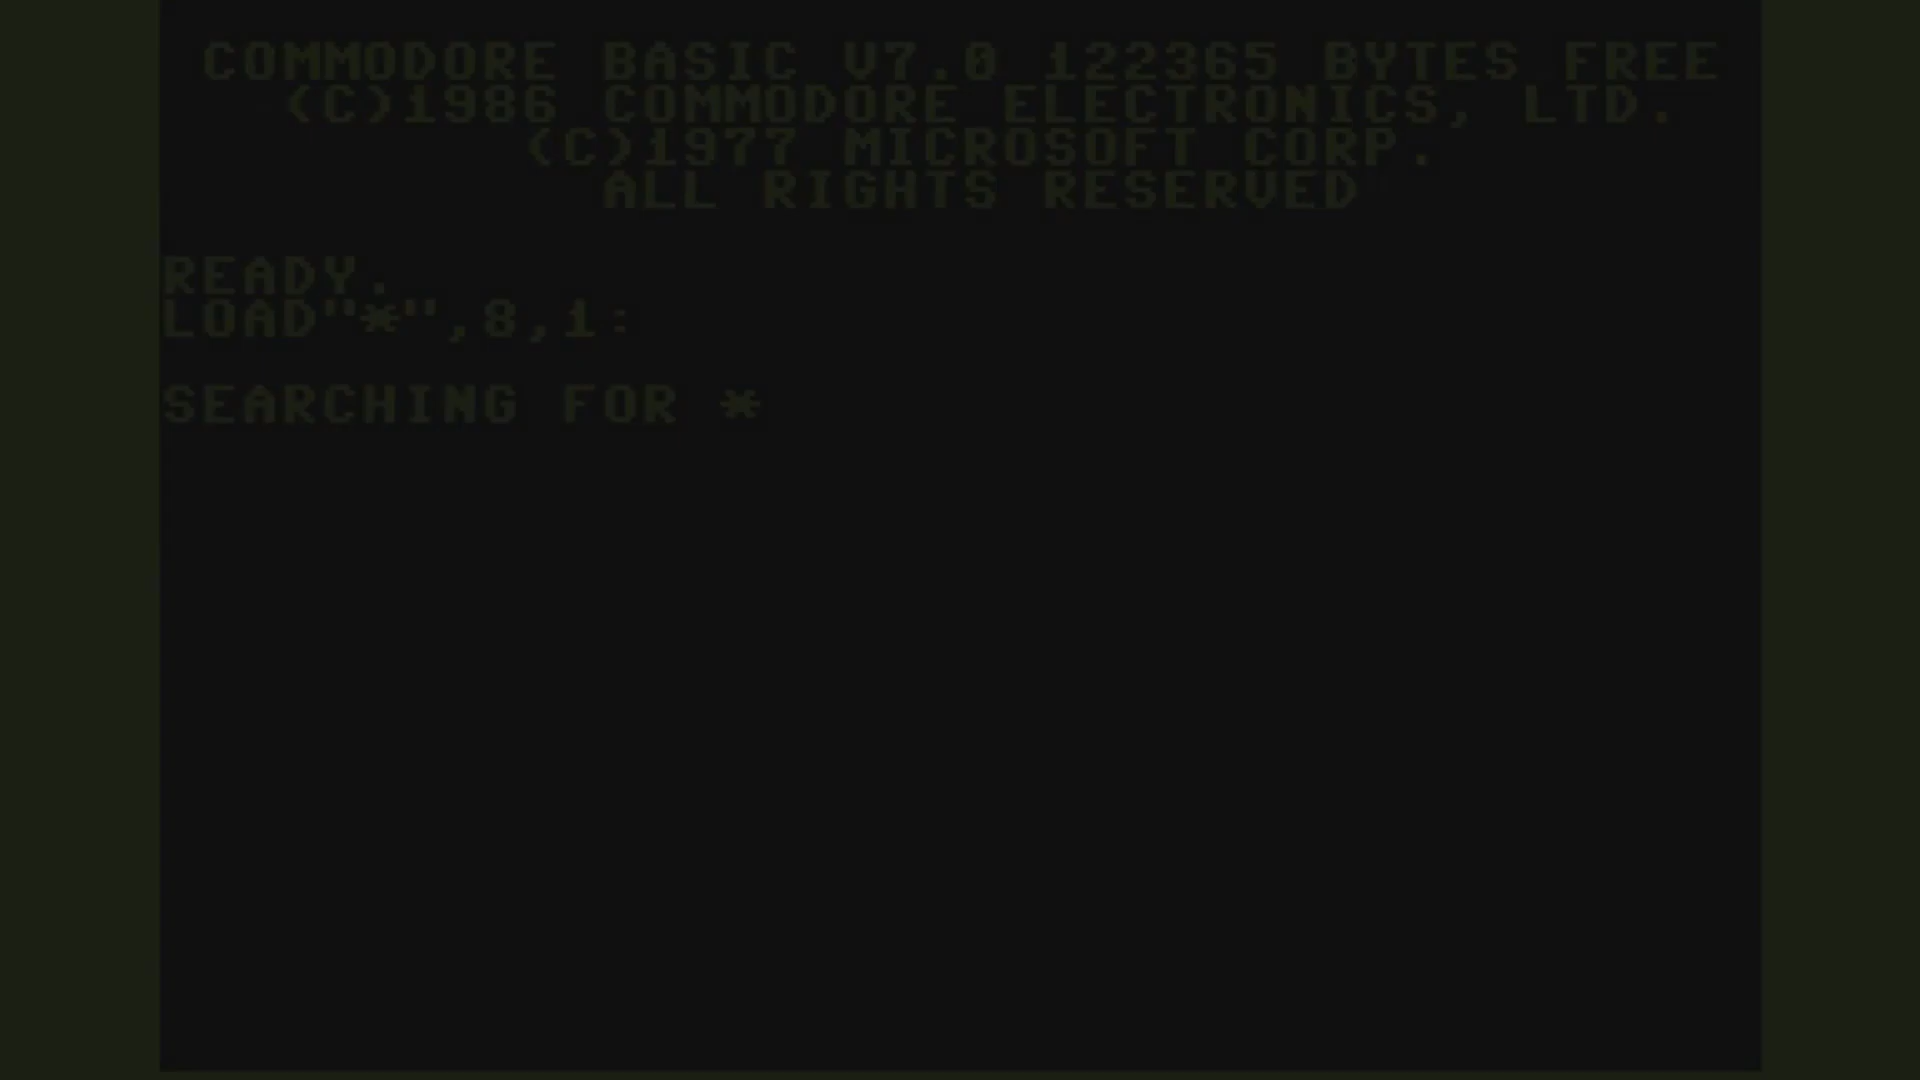 COMMODORE BASIC V7.0 122365 BYTES FREE
(C)1986 COMMODORE ELECTRONICS, LTD.
(C)1977 MICROSOFT CORP.
ALL RIGHTS RESERVED
READY.
LOAD"*",8,1:
SEARCHING FOR *